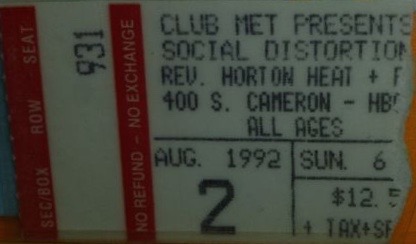 SEC/BOX ROW SEAT
931
NO REFUND - NO EXCHANGE
CLUB MET PRESENTS
SOCIAL DISTORTION
REV. HORTON HEAT + F
400 S. CAMERON - HB
ALL AGES
AUG. 1992 SUN. 6
2
$12.5
+ TAX+